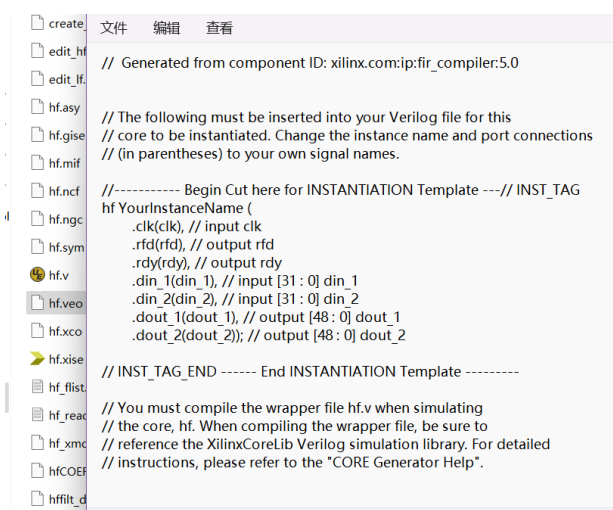 create_
edit_hf
edit_lf.
hf.asy
hf.gise
hf.mif
hf.ncf
hf.ngc
hf.sym
hf.v
hf.veo
hf.xco
hf.xise
hf_flist.
hf_read
hf_xmd
hfCOEF
hffilt_d
文件 编辑 查看
// Generated from component ID: xilinx.com:ip:fir_compiler:5.0
// The following must be inserted into your Verilog file for this
// core to be instantiated. Change the instance name and port connections
// (in parentheses) to your own signal names.
//----------- Begin Cut here for INSTANTIATION Template ---// INST_TAG
hf YourInstanceName (
.clk(clk), // input clk
.rfd(rfd), // output rfd
.rdy(rdy), // output rdy
.din_1(din_1), // input [31 : 0] din_1
.din_2(din_2), // input [31 : 0] din_2
.dout_1(dout_1), // output [48 : 0] dout_1
.dout_2(dout_2)); // output [48 : 0] dout_2
// INST_TAG_END ------ End INSTANTIATION Template ---------
// You must compile the wrapper file hf.v when simulating
// the core, hf. When compiling the wrapper file, be sure to
// reference the XilinxCoreLib Verilog simulation library. For detailed
// instructions, please refer to the "CORE Generator Help".